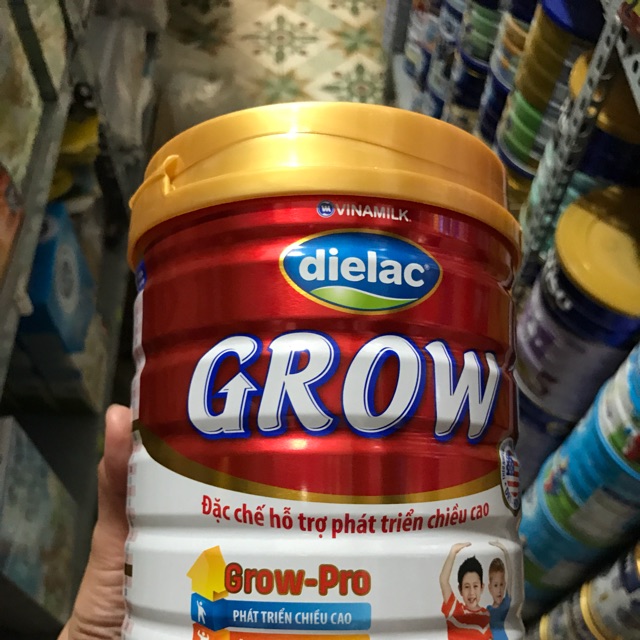 VINAMILK
dielac
GROW
Đặc chế hỗ trợ phát triển chiều cao
Grow-Pro
PHÁT TRIỂN CHIỀU CAO